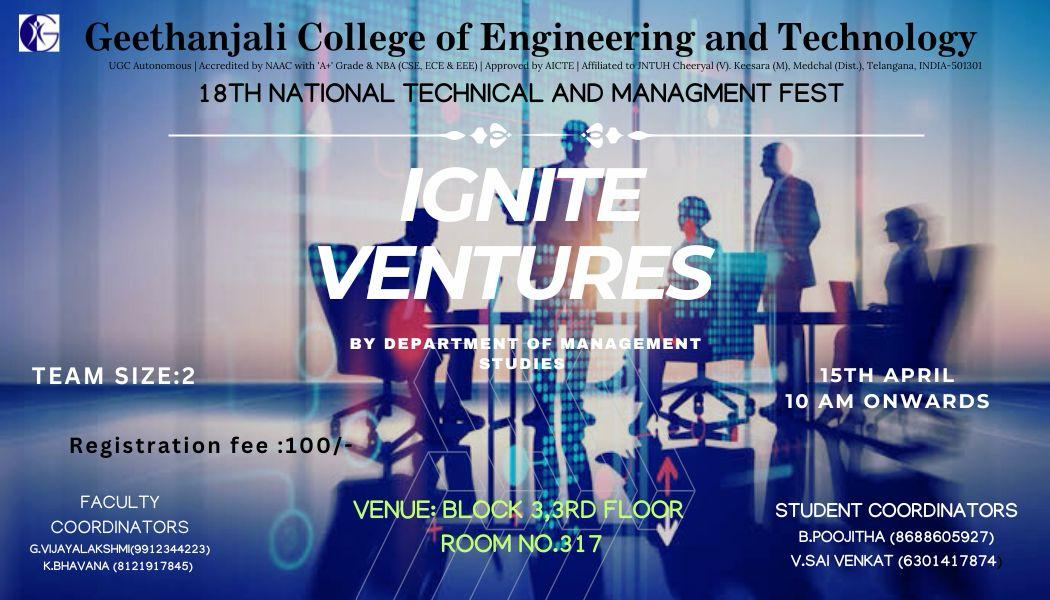 Geethanjali College of Engineering and Technology
UGC Autonomous | Accredited by NAAC with 'A+' Grade & NBA (CSE, ECE & EEE) | Approved by AICTE | Affiliated to JNTUH Cheeryal (V). Keesara (M), Medchal (Dist.), Telangana, INDIA-501301
18TH NATIONAL TECHNICAL AND MANAGMENT FEST
IGNITE
VENTURES
BY DEPARTMENT OF MANAGEMENT
STUDIES
TEAM SIZE:2
15TH APRIL
10 AM ONWARDS
Registration fee :100/-
FACULTY
COORDINATORS
G.VIJAYALAKSHMI(9912344223)
K.BHAVANA (8121917845)
VENUE: BLOCK 3,3RD FLOOR
ROOM NO.317
STUDENT COORDINATORS
B.POOJITHA (8688605927)
V.SAI VENKAT (6301417874)